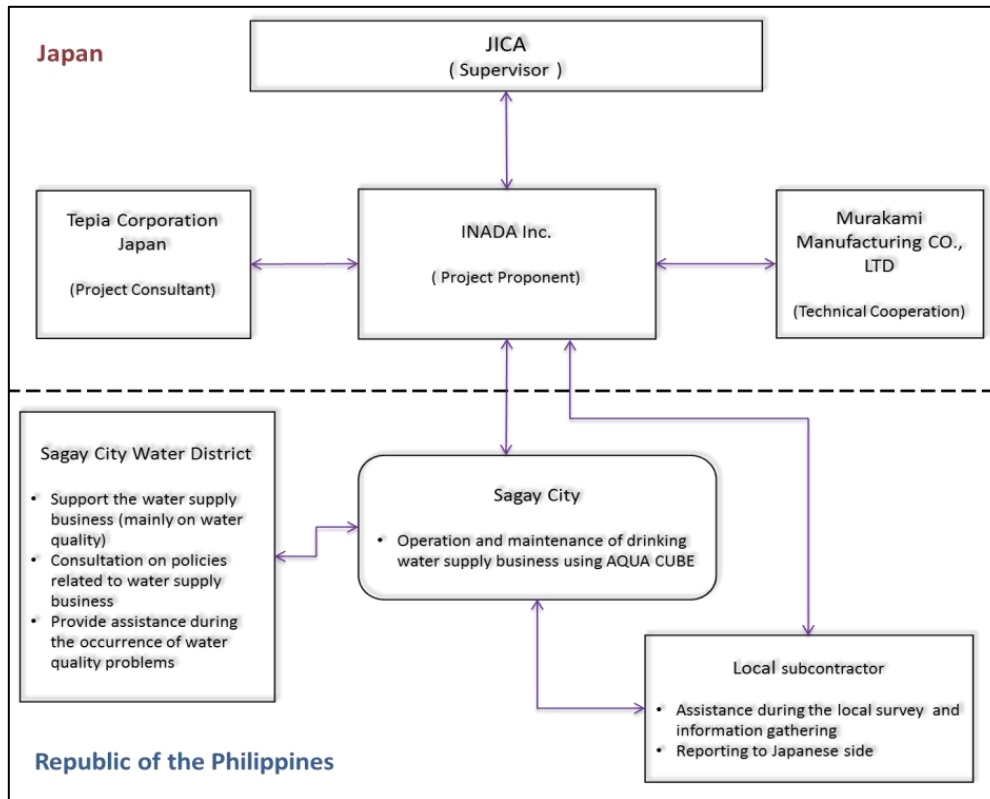 Japan
JICA
( Supervisor )
Tepia Corporation
Japan
(Project Consultant)
INADA Inc.
( Project Proponent)
Murakami
Manufacturing CO.,
LTD
(Technical Cooperation)
Sagay City Water District
• Support the water supply
business (mainly on water
quality)
• Consultation on policies
related to water supply
business
• Provide assistance during
the occurrence of water
quality problems
Sagay City
• Operation and maintenance of drinking
water supply business using AQUA CUBE
Local subcontractor
• Assistance during the local survey and
information gathering
• Reporting to Japanese side
Republic of the Philippines